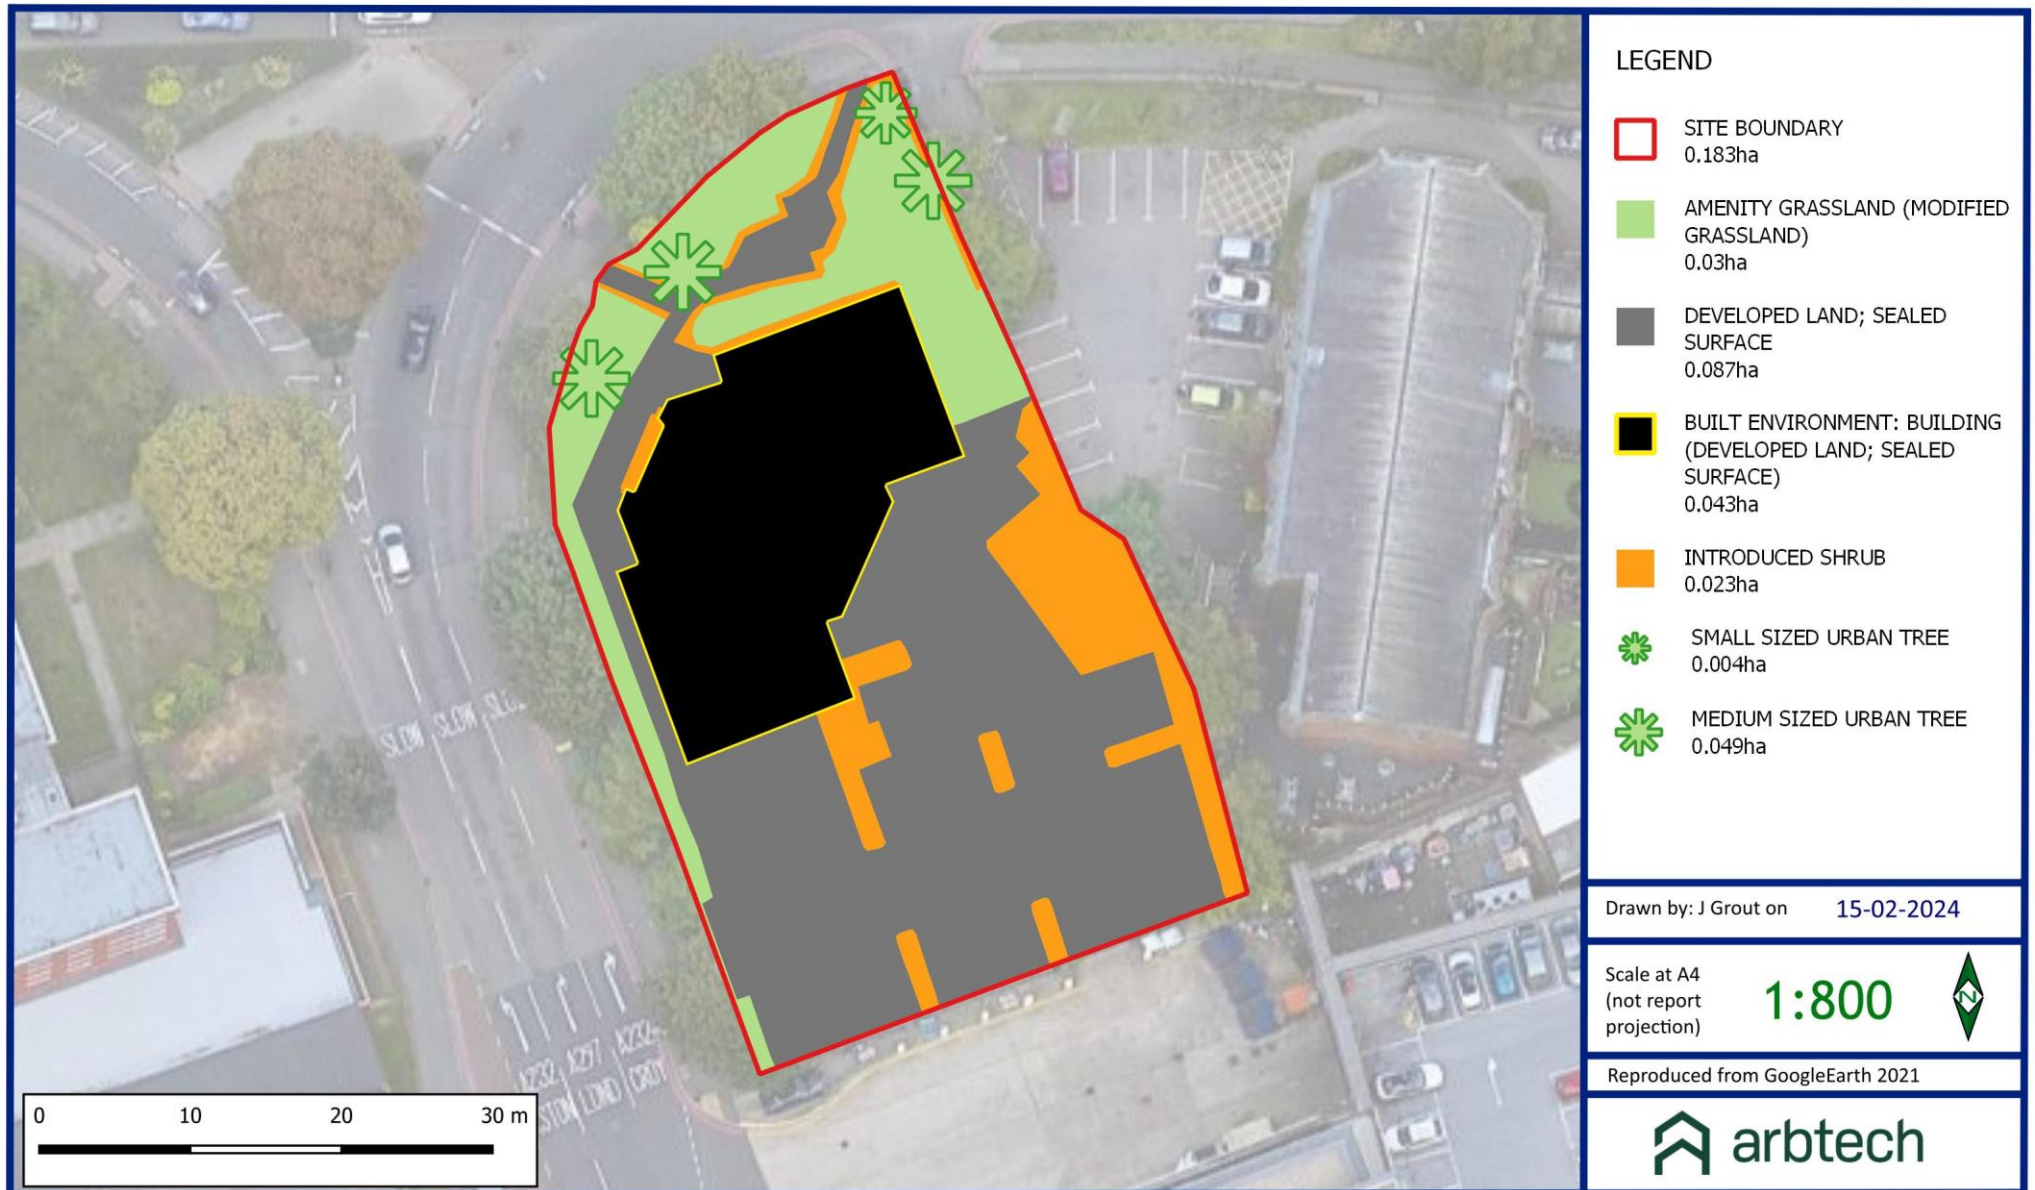 LEGEND
SITE BOUNDARY
0.183ha
AMENITY GRASSLAND (MODIFIED
GRASSLAND)
0.03ha
DEVELOPED LAND; SEALED
SURFACE
0.087ha
BUILT ENVIRONMENT: BUILDING
(DEVELOPED LAND; SEALED
SURFACE)
0.043ha
INTRODUCED SHRUB
0.023ha
SMALL SIZED URBAN TREE
0.004ha
MEDIUM SIZED URBAN TREE
0.049ha
Drawn by: J Grout on 15-02-2024
Scale at A4
(not report
projection)
1:800
N
Reproduced from GoogleEarth 2021
arbtech
SLOW SLOW
A232 A297 A232
0 10 20 30 m